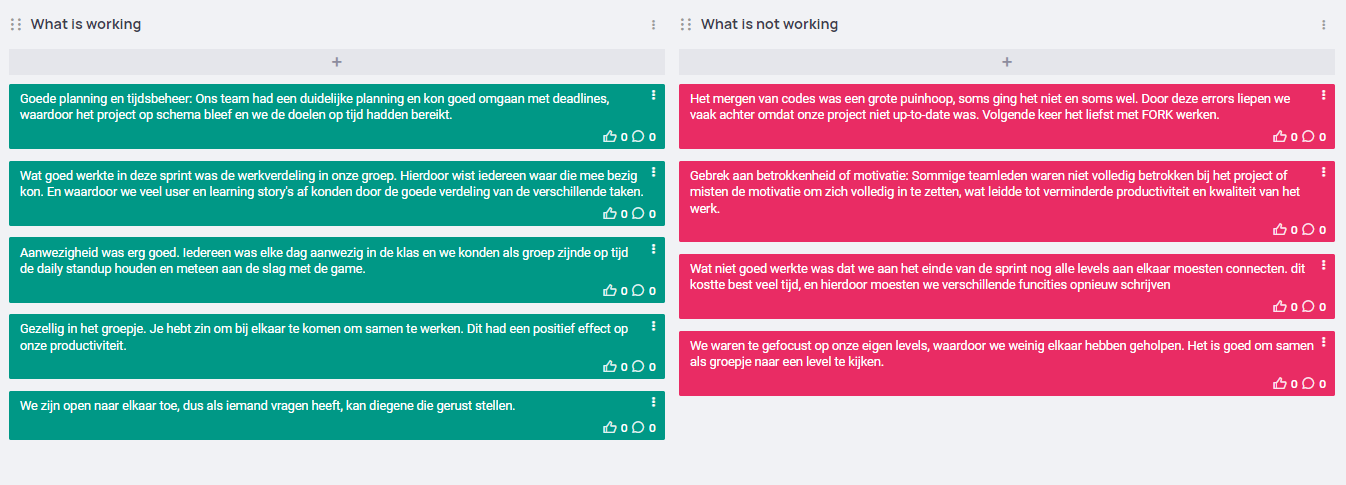 What is working
+
Goede planning en tijdsbeheer: Ons team had een duidelijke planning en kon goed omgaan met deadlines,
waardoor het project op schema bleef en we de doelen op tijd hadden bereikt.
0 0
Wat goed werkte in deze sprint was de werkverdeling in onze groep. Hierdoor wist iedereen waar die mee bezig
kon. En waardoor we veel user en learning story's af konden door de goede verdeling van de verschillende taken.
0 0
Aanwezigheid was erg goed. Iedereen was elke dag aanwezig in de klas en we konden als groep zijnde op tijd
de daily standup houden en meteen aan de slag met de game.
0 0
Gezellig in het groepje. Je hebt zin om bij elkaar te komen om samen te werken. Dit had een positief effect op
onze productiviteit.
0 0
We zijn open naar elkaar toe, dus als iemand vragen heeft, kan diegene die gerust stellen.
0 0
What is not working
+
Het mergen van codes was een grote puinhoop, soms ging het niet en soms wel. Door deze errors liepen we
vaak achter omdat onze project niet up-to-date was. Volgende keer het liefst met FORK werken.
0 0
Gebrek aan betrokkenheid of motivatie: Sommige teamleden waren niet volledig betrokken bij het project of
misten de motivatie om zich volledig in te zetten, wat leidde tot verminderde productiviteit en kwaliteit van het
werk.
0 0
Wat niet goed werkte was dat we aan het einde van de sprint nog alle levels aan elkaar moesten connecten. dit
kostte best veel tijd, en hierdoor moesten we verschillende funcities opnieuw schrijven
0 0
We waren te gefocust op onze eigen levels, waardoor we weinig elkaar hebben geholpen. Het is goed om samen
als groepje naar een level te kijken.
0 0